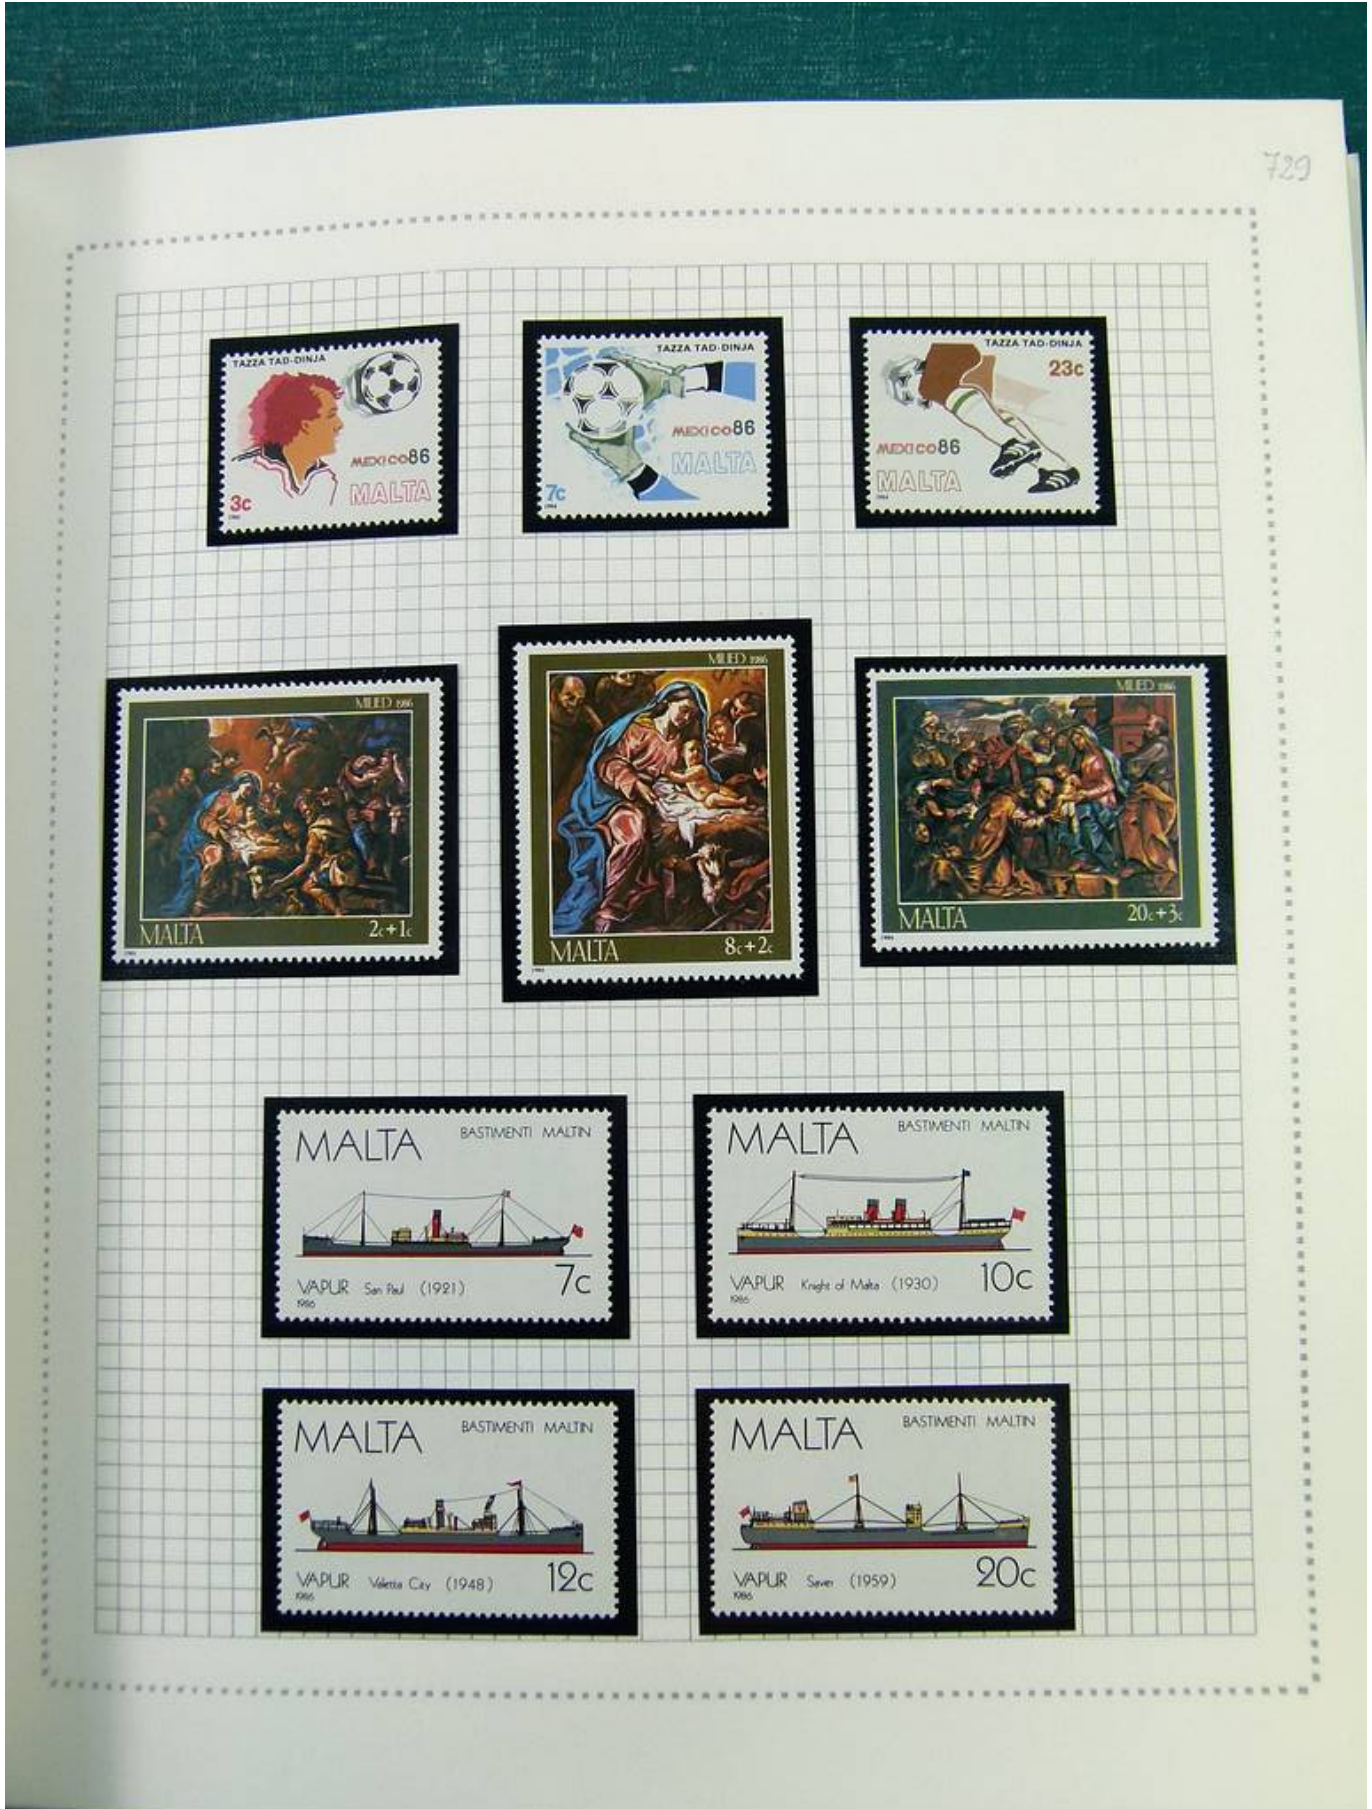 729
TAZZA TAD-DINJA
MEXICO86
MALTA
3c
TAZZA TAD-DINJA
MEXICO86
MALTA
7c
TAZZA TAD-DINJA
23c
MEXICO86
MALTA
MILIED 1986
MALTA 2c+1c
MILIED 1986
MALTA 8c+2c
MILIED 1986
MALTA 20c+3c
MALTA BASTIMENTI MALTIN
VAPUR San Paul (1921) 7c
1986
MALTA BASTIMENTI MALTIN
VAPUR Knight of Malta (1930) 10c
1986
MALTA BASTIMENTI MALTIN
VAPUR Valetta City (1948) 12c
1986
MALTA BASTIMENTI MALTIN
VAPUR Saver (1959) 20c
1986